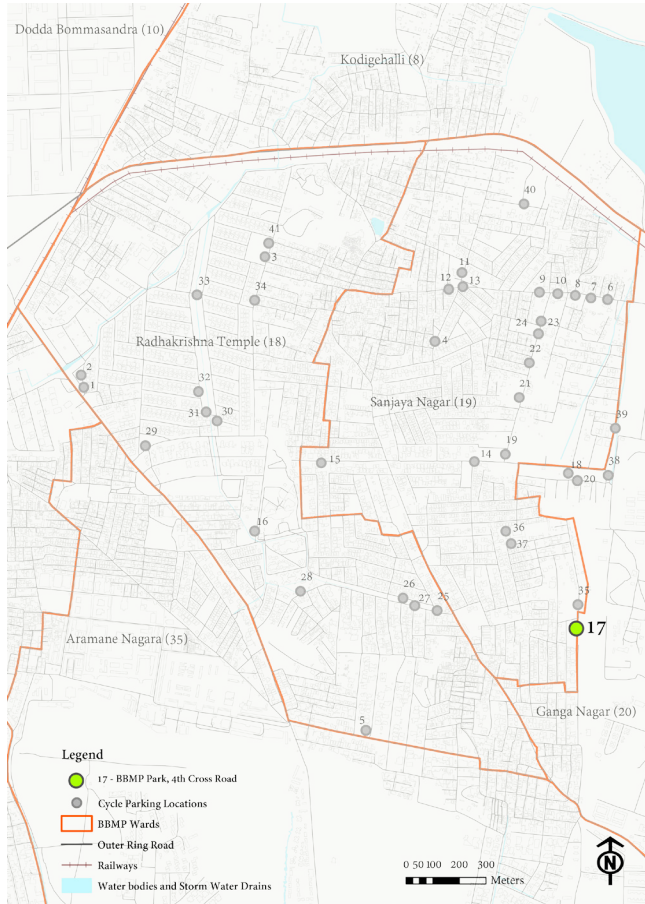 Dodda Bommasandra (10)
Kodigehalli (8)
40
41
3
11
12
13
33
34
9
10
8
7
6
24
23
Radhakrishna Temple (18)
4
22
2
1
32
Sanjaya Nagar (19)
21
31
30
39
29
19
15
14
18
20
38
16
36
37
28
26
27
25
35
17
Aramane Nagara (35)
Ganga Nagar (20)
5
Legend
17 - BBMP Park, 4th Cross Road
Cycle Parking Locations
BBMP Wards
Outer Ring Road
Railways
Water bodies and Storm Water Drains
0 50 100 200 300
Meters
N